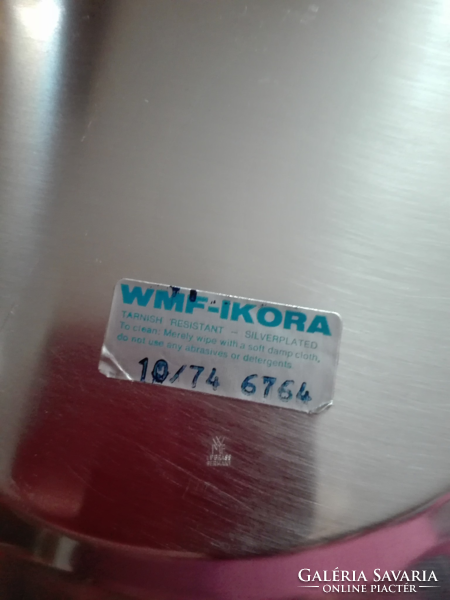 WMF-IKORA
TARNISH RESISTANT - SILVERPLATED
To clean: Merely wipe with a soft damp cloth,
do not use any abrasives or detergents.
10/74 6764
GALÉRIA SAVARIA
ONLINE PIACTÉR